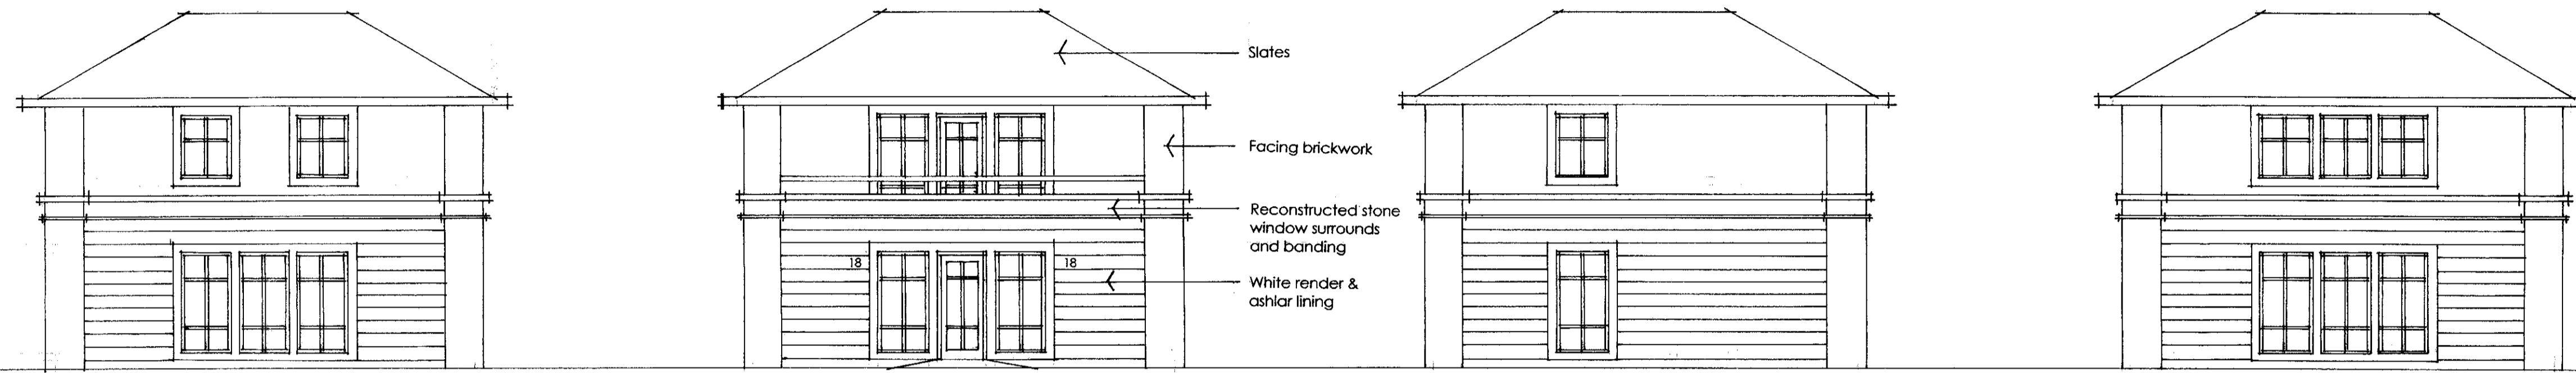 Slates
Facing brickwork
Reconstructed stone
window surrounds
and banding
18
18
White render &
ashlar lining